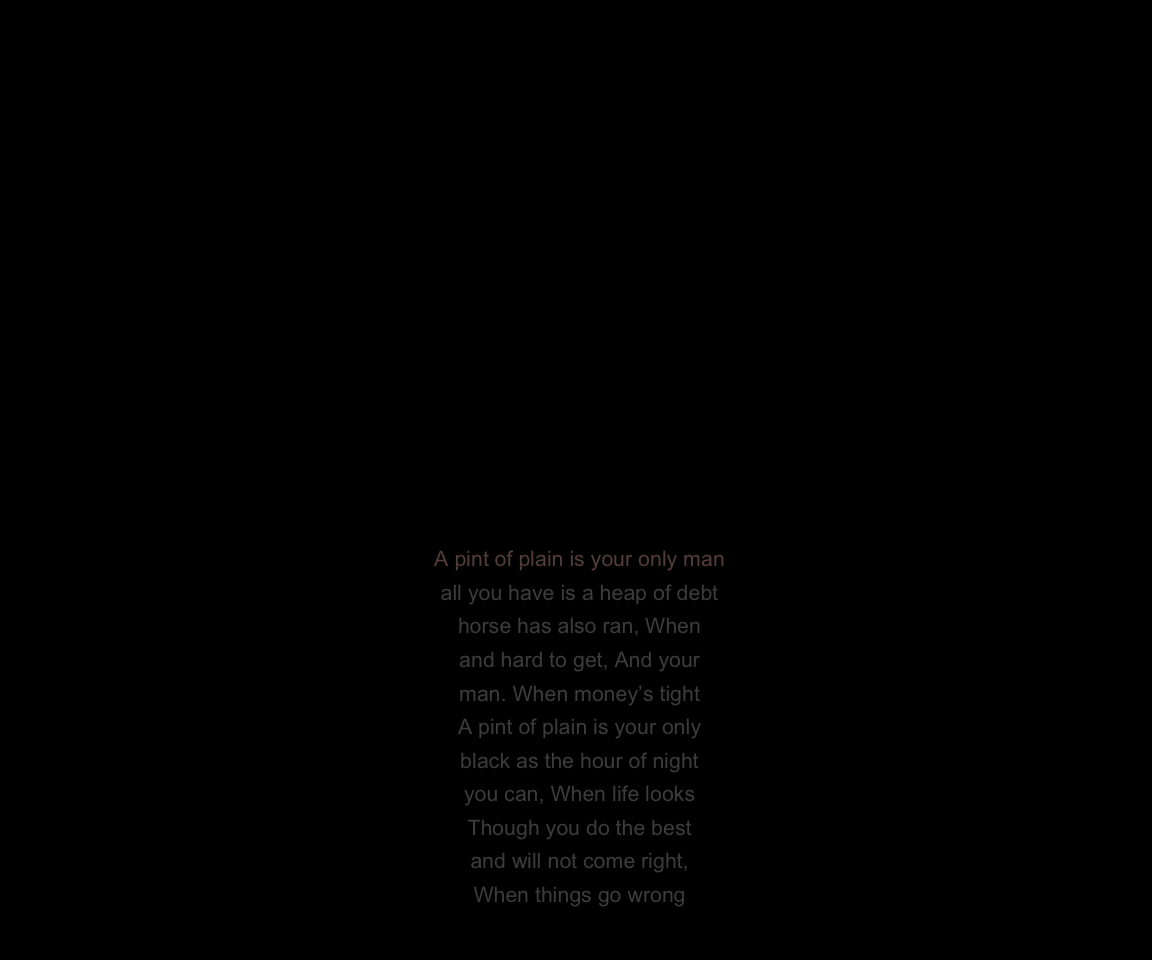 A pint of plain is your only man
all you have is a heap of debt
horse has also ran, When
and hard to get, And your
man. When money’s tight
A pint of plain is your only
black as the hour of night
you can, When life looks
Though you do the best
and will not come right,
When things go wrong